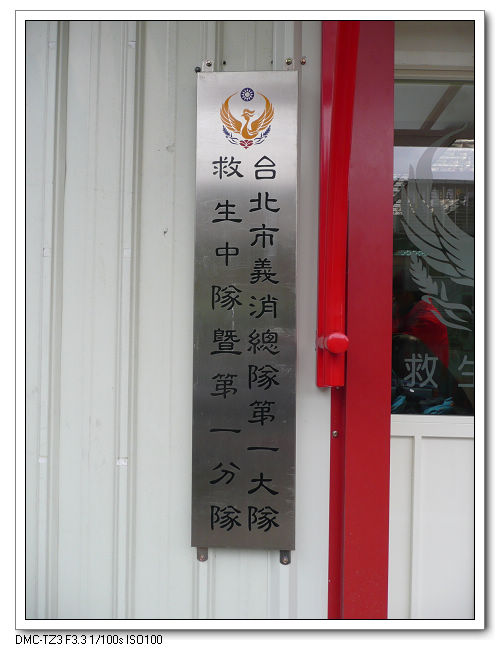 台北市義消總隊第一大隊
救生中隊暨第一分隊
救生
DMC-TZ3 F3.3 1/100s ISO100